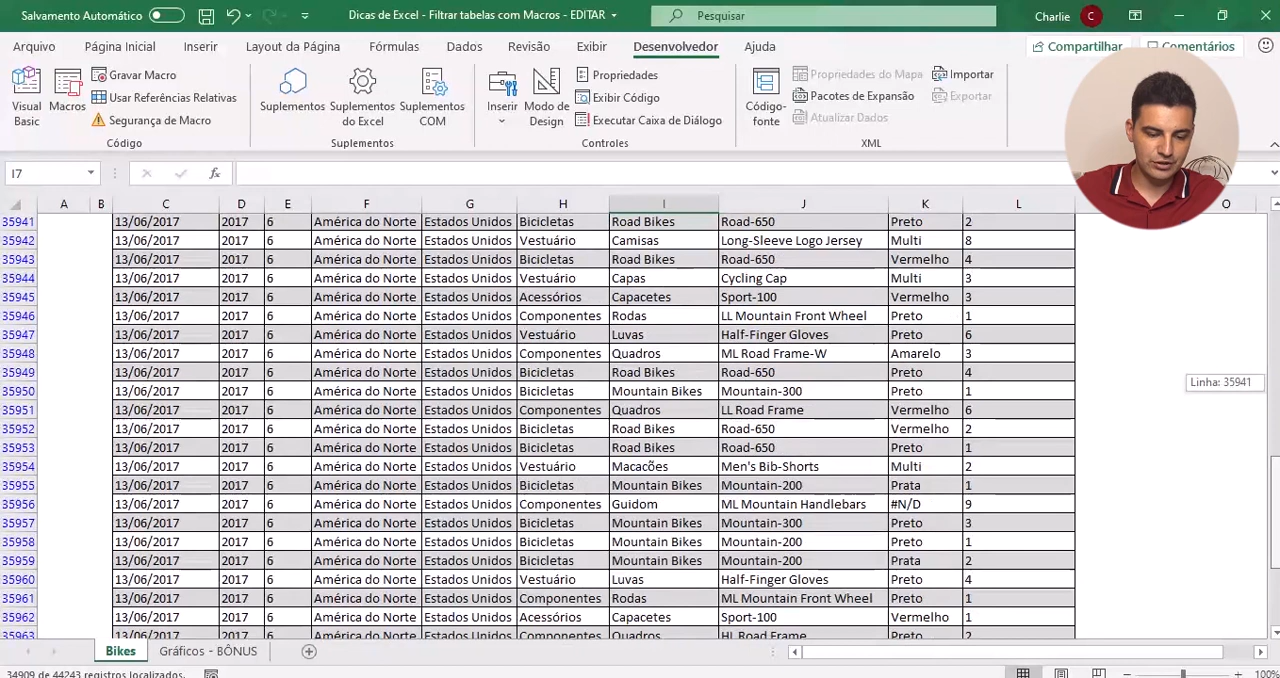 Salvamento Automático Dicas de Excel - Filtrar tabelas com Macros - EDITAR Pesquisar Charlie C
Arquivo Página Inicial Inserir Layout da Página Fórmulas Dados Revisão Exibir Desenvolvedor Ajuda Compartilhar Comentários
Visual Basic
Macros
Gravar Macro
Usar Referências Relativas
Segurança de Macro
Código
Suplementos
Suplementos do Excel
Suplementos COM
Suplementos
Inserir
Modo de Design
Propriedades
Exibir Código
Executar Caixa de Diálogo
Controles
Código-fonte
Propriedades do Mapa
Pacotes de Expansão
Atualizar Dados
Importar
Exportar
XML
I7 fx
A B C D E F G H I J K L O
35941 13/06/2017 2017 6 América do Norte Estados Unidos Bicicletas Road Bikes Road-650 Preto 2
35942 13/06/2017 2017 6 América do Norte Estados Unidos Vestuário Camisas Long-Sleeve Logo Jersey Multi 8
35943 13/06/2017 2017 6 América do Norte Estados Unidos Bicicletas Road Bikes Road-650 Vermelho 4
35944 13/06/2017 2017 6 América do Norte Estados Unidos Vestuário Capas Cycling Cap Multi 3
35945 13/06/2017 2017 6 América do Norte Estados Unidos Acessórios Capacetes Sport-100 Vermelho 3
35946 13/06/2017 2017 6 América do Norte Estados Unidos Componentes Rodas LL Mountain Front Wheel Preto 1
35947 13/06/2017 2017 6 América do Norte Estados Unidos Vestuário Luvas Half-Finger Gloves Preto 6
35948 13/06/2017 2017 6 América do Norte Estados Unidos Componentes Quadros ML Road Frame-W Amarelo 3
35949 13/06/2017 2017 6 América do Norte Estados Unidos Bicicletas Road Bikes Road-650 Preto 4
35950 13/06/2017 2017 6 América do Norte Estados Unidos Bicicletas Mountain Bikes Mountain-300 Preto 1
35951 13/06/2017 2017 6 América do Norte Estados Unidos Componentes Quadros LL Road Frame Vermelho 6
35952 13/06/2017 2017 6 América do Norte Estados Unidos Bicicletas Road Bikes Road-650 Vermelho 2
35953 13/06/2017 2017 6 América do Norte Estados Unidos Bicicletas Road Bikes Road-650 Preto 1
35954 13/06/2017 2017 6 América do Norte Estados Unidos Vestuário Macacões Men's Bib-Shorts Multi 2
35955 13/06/2017 2017 6 América do Norte Estados Unidos Bicicletas Mountain Bikes Mountain-200 Prata 1
35956 13/06/2017 2017 6 América do Norte Estados Unidos Componentes Guidom ML Mountain Handlebars #N/D 9
35957 13/06/2017 2017 6 América do Norte Estados Unidos Bicicletas Mountain Bikes Mountain-300 Preto 3
35958 13/06/2017 2017 6 América do Norte Estados Unidos Bicicletas Mountain Bikes Mountain-200 Preto 1
35959 13/06/2017 2017 6 América do Norte Estados Unidos Bicicletas Mountain Bikes Mountain-200 Prata 2
35960 13/06/2017 2017 6 América do Norte Estados Unidos Vestuário Luvas Half-Finger Gloves Preto 4
35961 13/06/2017 2017 6 América do Norte Estados Unidos Componentes Rodas ML Mountain Front Wheel Preto 1
35962 13/06/2017 2017 6 América do Norte Estados Unidos Acessórios Capacetes Sport-100 Vermelho 1
35963 13/06/2017 2017 6 América do Norte Estados Unidos Componentes Quadros HL Road Frame Preto 2
Linha: 35941
Bikes Gráficos - BÔNUS
34909 de 44243 registros localizados. 100%